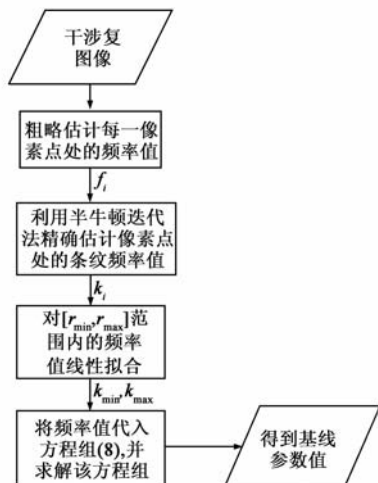 干涉复
图像
粗略估计每一像
素点处的频率值
f_i
利用半牛顿迭代
法精确估计像素点
处的条纹频率值
k_i
对[r_min,r_max]范
围内的频率
值线性拟合
k_min,k_max
将频率值代入
方程组(8),并
求解该方程组
得到基线
参数值